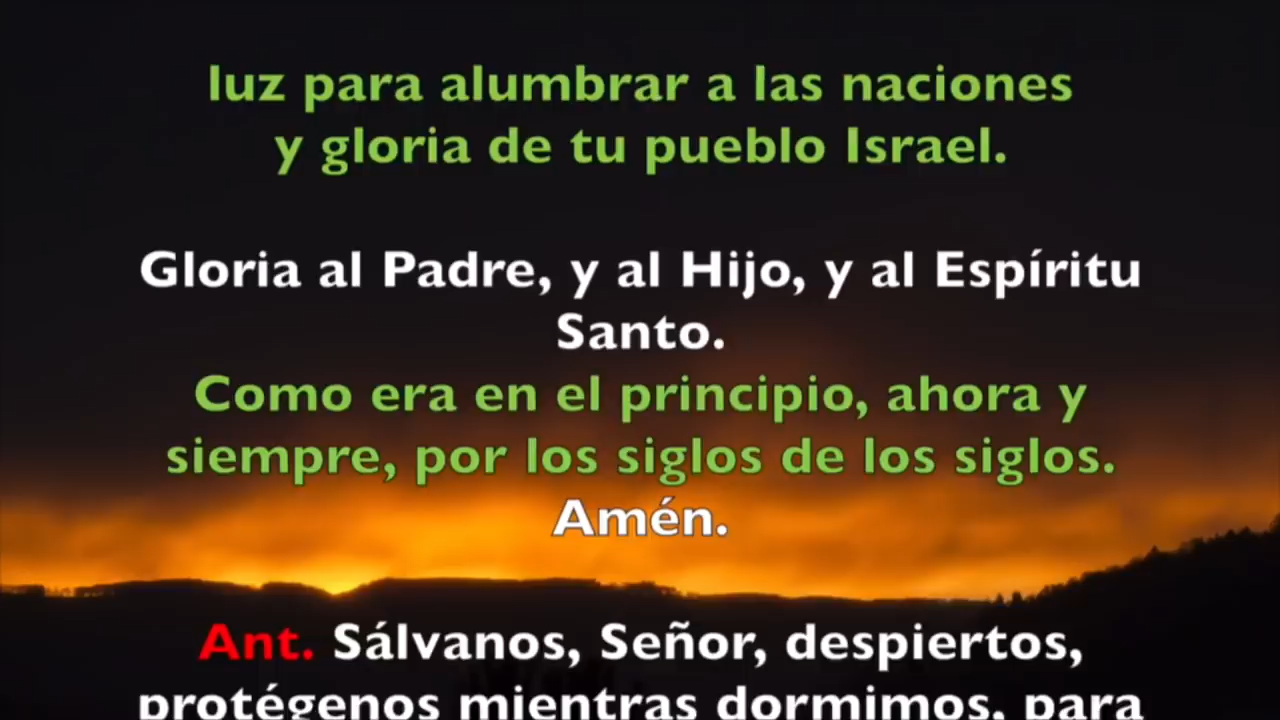 luz para alumbrar a las naciones
y gloria de tu pueblo Israel.
Gloria al Padre, y al Hijo, y al Espíritu
Santo.
Como era en el principio, ahora y
siempre, por los siglos de los siglos.
Amén.
Ant. Sálvanos, Señor, despiertos,
protégenos mientras dormimos, para